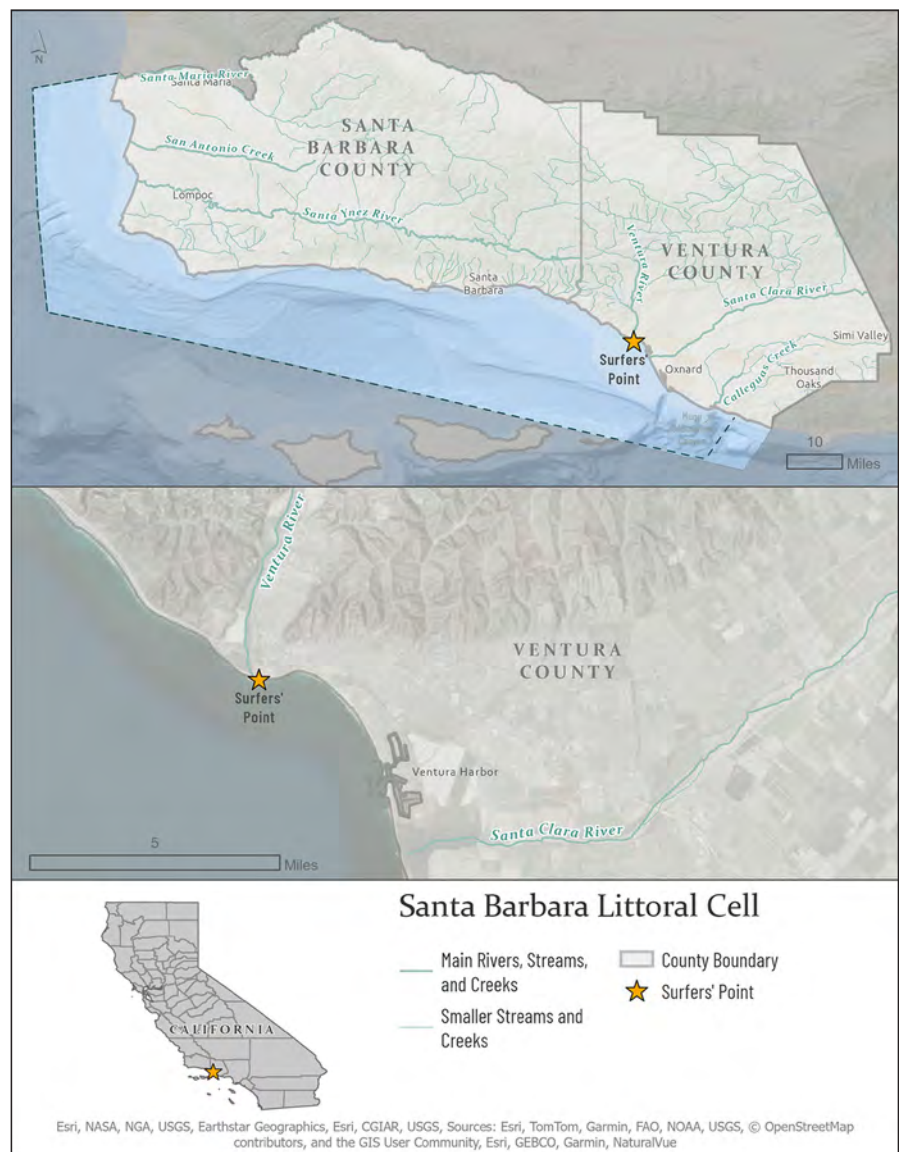 N
Santa Maria River
Santa Maria
SANTA
BARBARA
COUNTY
San Antonio Creek
Lompoc
Santa Ynez River
Santa
Barbara
Ventura River
VENTURA
COUNTY
Santa Clara River
Simi Valley
Surfers'
Point
Oxnard
Calleguas Creek
Thousand
Oaks
10
Miles
Ventura River
VENTURA
COUNTY
Surfers'
Point
Ventura Harbor
Santa Clara River
5
Miles
Santa Barbara Littoral Cell
Main Rivers, Streams,
and Creeks
Smaller Streams and
Creeks
County Boundary
Surfers' Point
CALIFORNIA
Esri, NASA, NGA, USGS, Earthstar Geographics, Esri, CGIAR, USGS, Sources: Esri, TomTom, Garmin, FAO, NOAA, USGS, © OpenStreetMap
contributors, and the GIS User Community, Esri, GEBCO, Garmin, NaturalVue